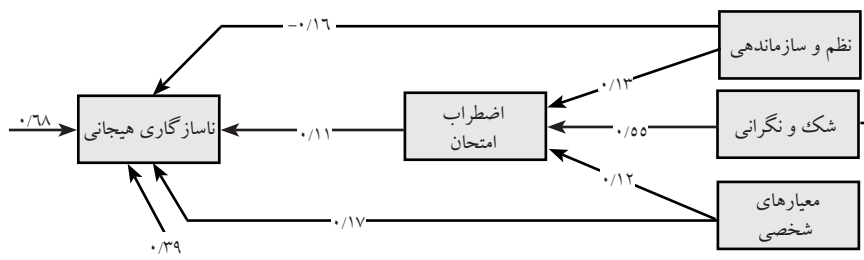 نظم و سازماندهی
-۰/۱۶
۰/۱۳
شک و نگرانی
۰/۵۵
اضطراب
امتحان
۰/۱۱
ناسازگاری هیجانی
۰/۶۸
۰/۱۲
معیارهای
شخصی
۰/۱۷
۰/۳۹